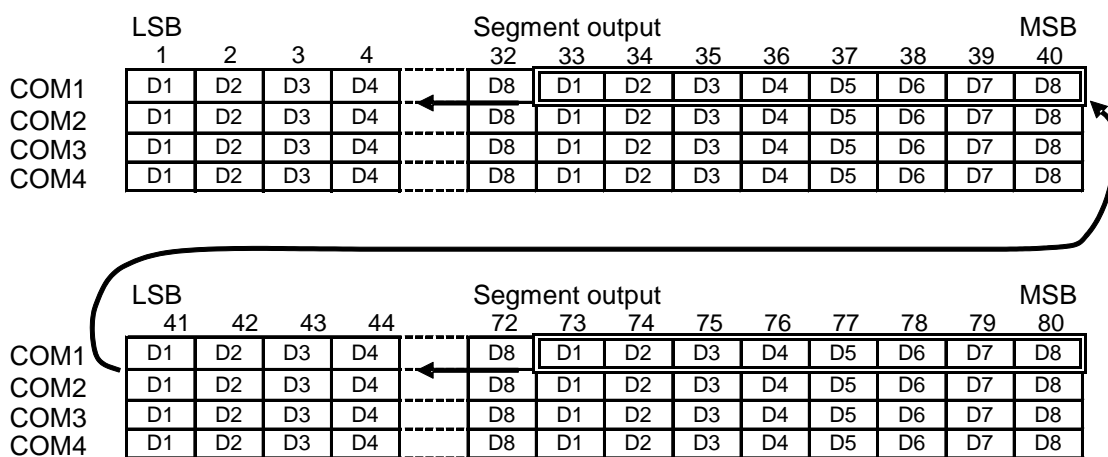 LSB Segment output MSB
1 2 3 4 32 33 34 35 36 37 38 39 40
COM1 D1 D2 D3 D4 D8 D1 D2 D3 D4 D5 D6 D7 D8
COM2 D1 D2 D3 D4 D8 D1 D2 D3 D4 D5 D6 D7 D8
COM3 D1 D2 D3 D4 D8 D1 D2 D3 D4 D5 D6 D7 D8
COM4 D1 D2 D3 D4 D8 D1 D2 D3 D4 D5 D6 D7 D8
LSB Segment output MSB
41 42 43 44 72 73 74 75 76 77 78 79 80
COM1 D1 D2 D3 D4 D8 D1 D2 D3 D4 D5 D6 D7 D8
COM2 D1 D2 D3 D4 D8 D1 D2 D3 D4 D5 D6 D7 D8
COM3 D1 D2 D3 D4 D8 D1 D2 D3 D4 D5 D6 D7 D8
COM4 D1 D2 D3 D4 D8 D1 D2 D3 D4 D5 D6 D7 D8